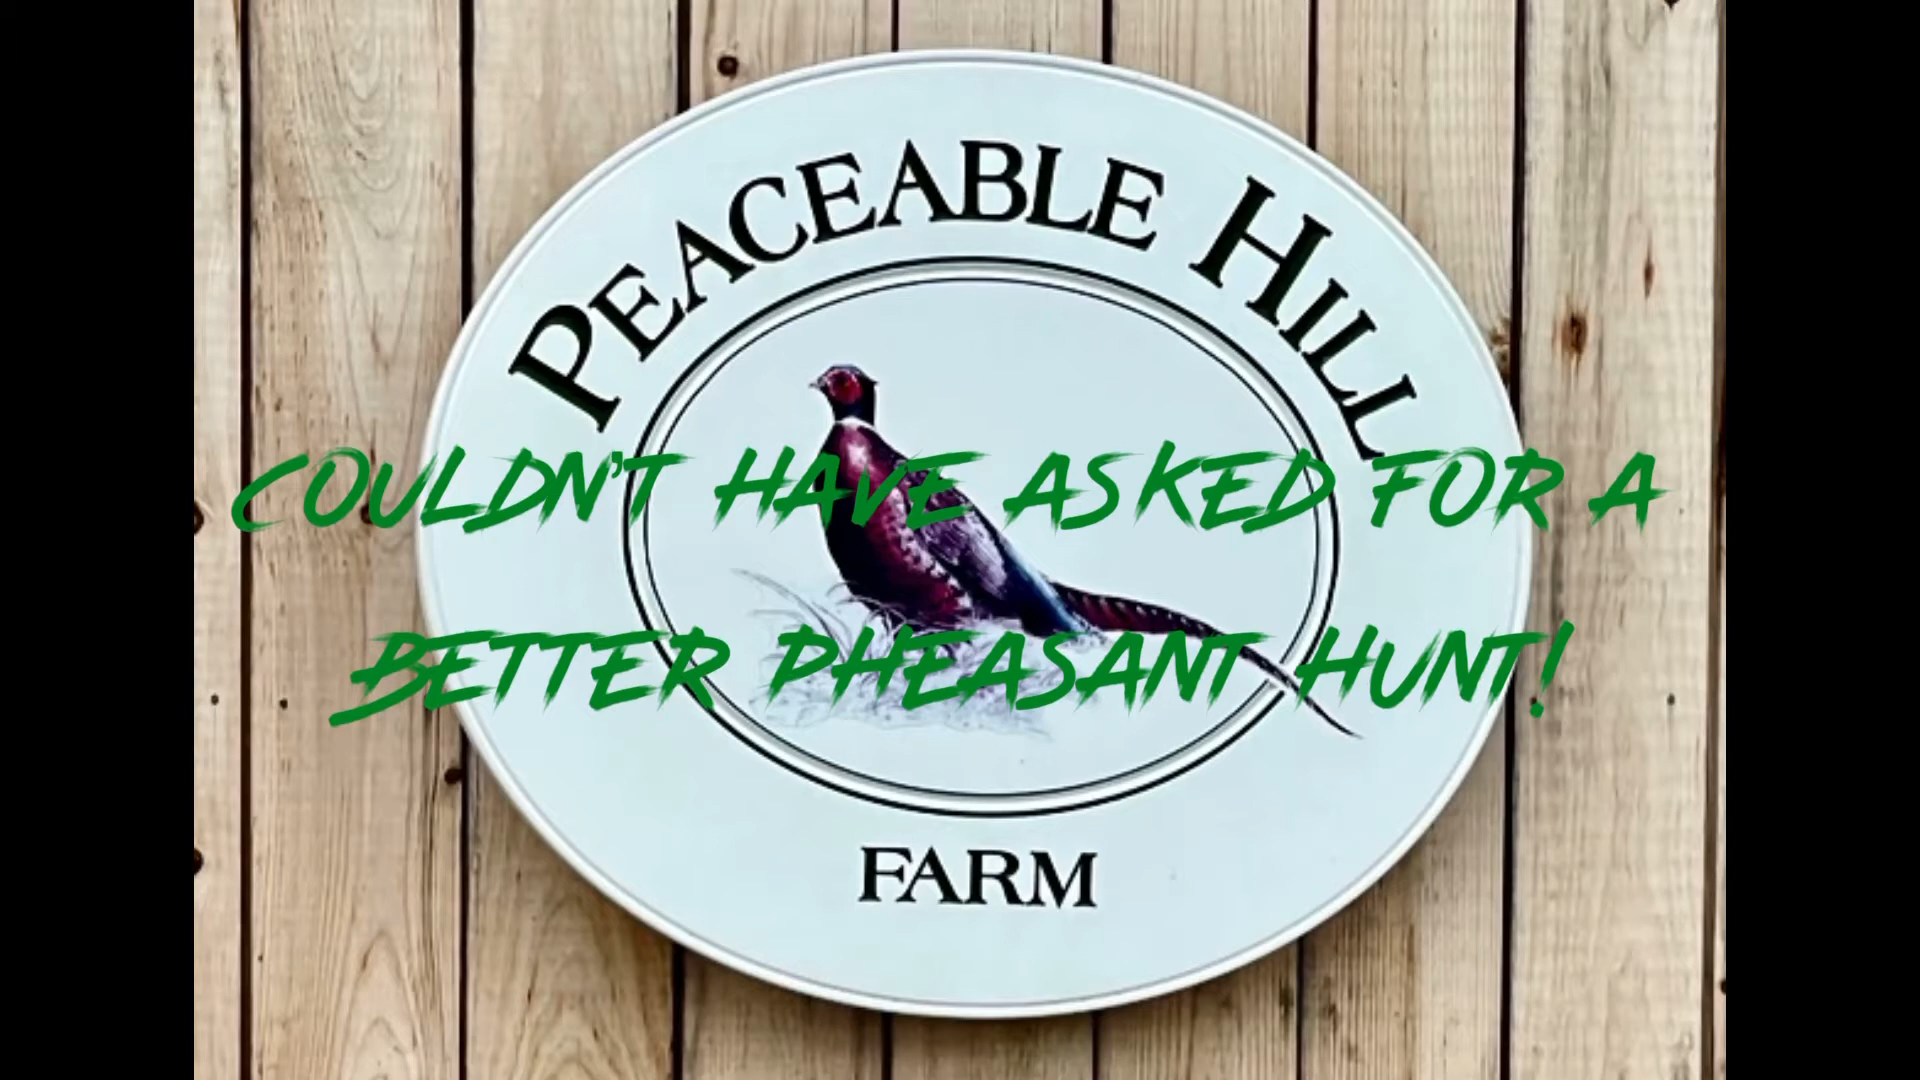 PEACEABLE HILL
COULDN'T HAVE ASKED FOR A
BETTER PHEASANT HUNT!
FARM